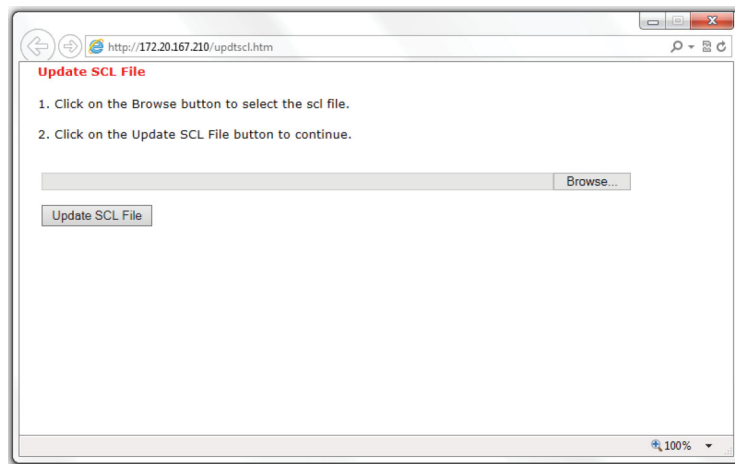 http://172.20.167.210/updtscl.htm
Update SCL File
1. Click on the Browse button to select the scl file.
2. Click on the Update SCL File button to continue.
Browse...
Update SCL File
100%